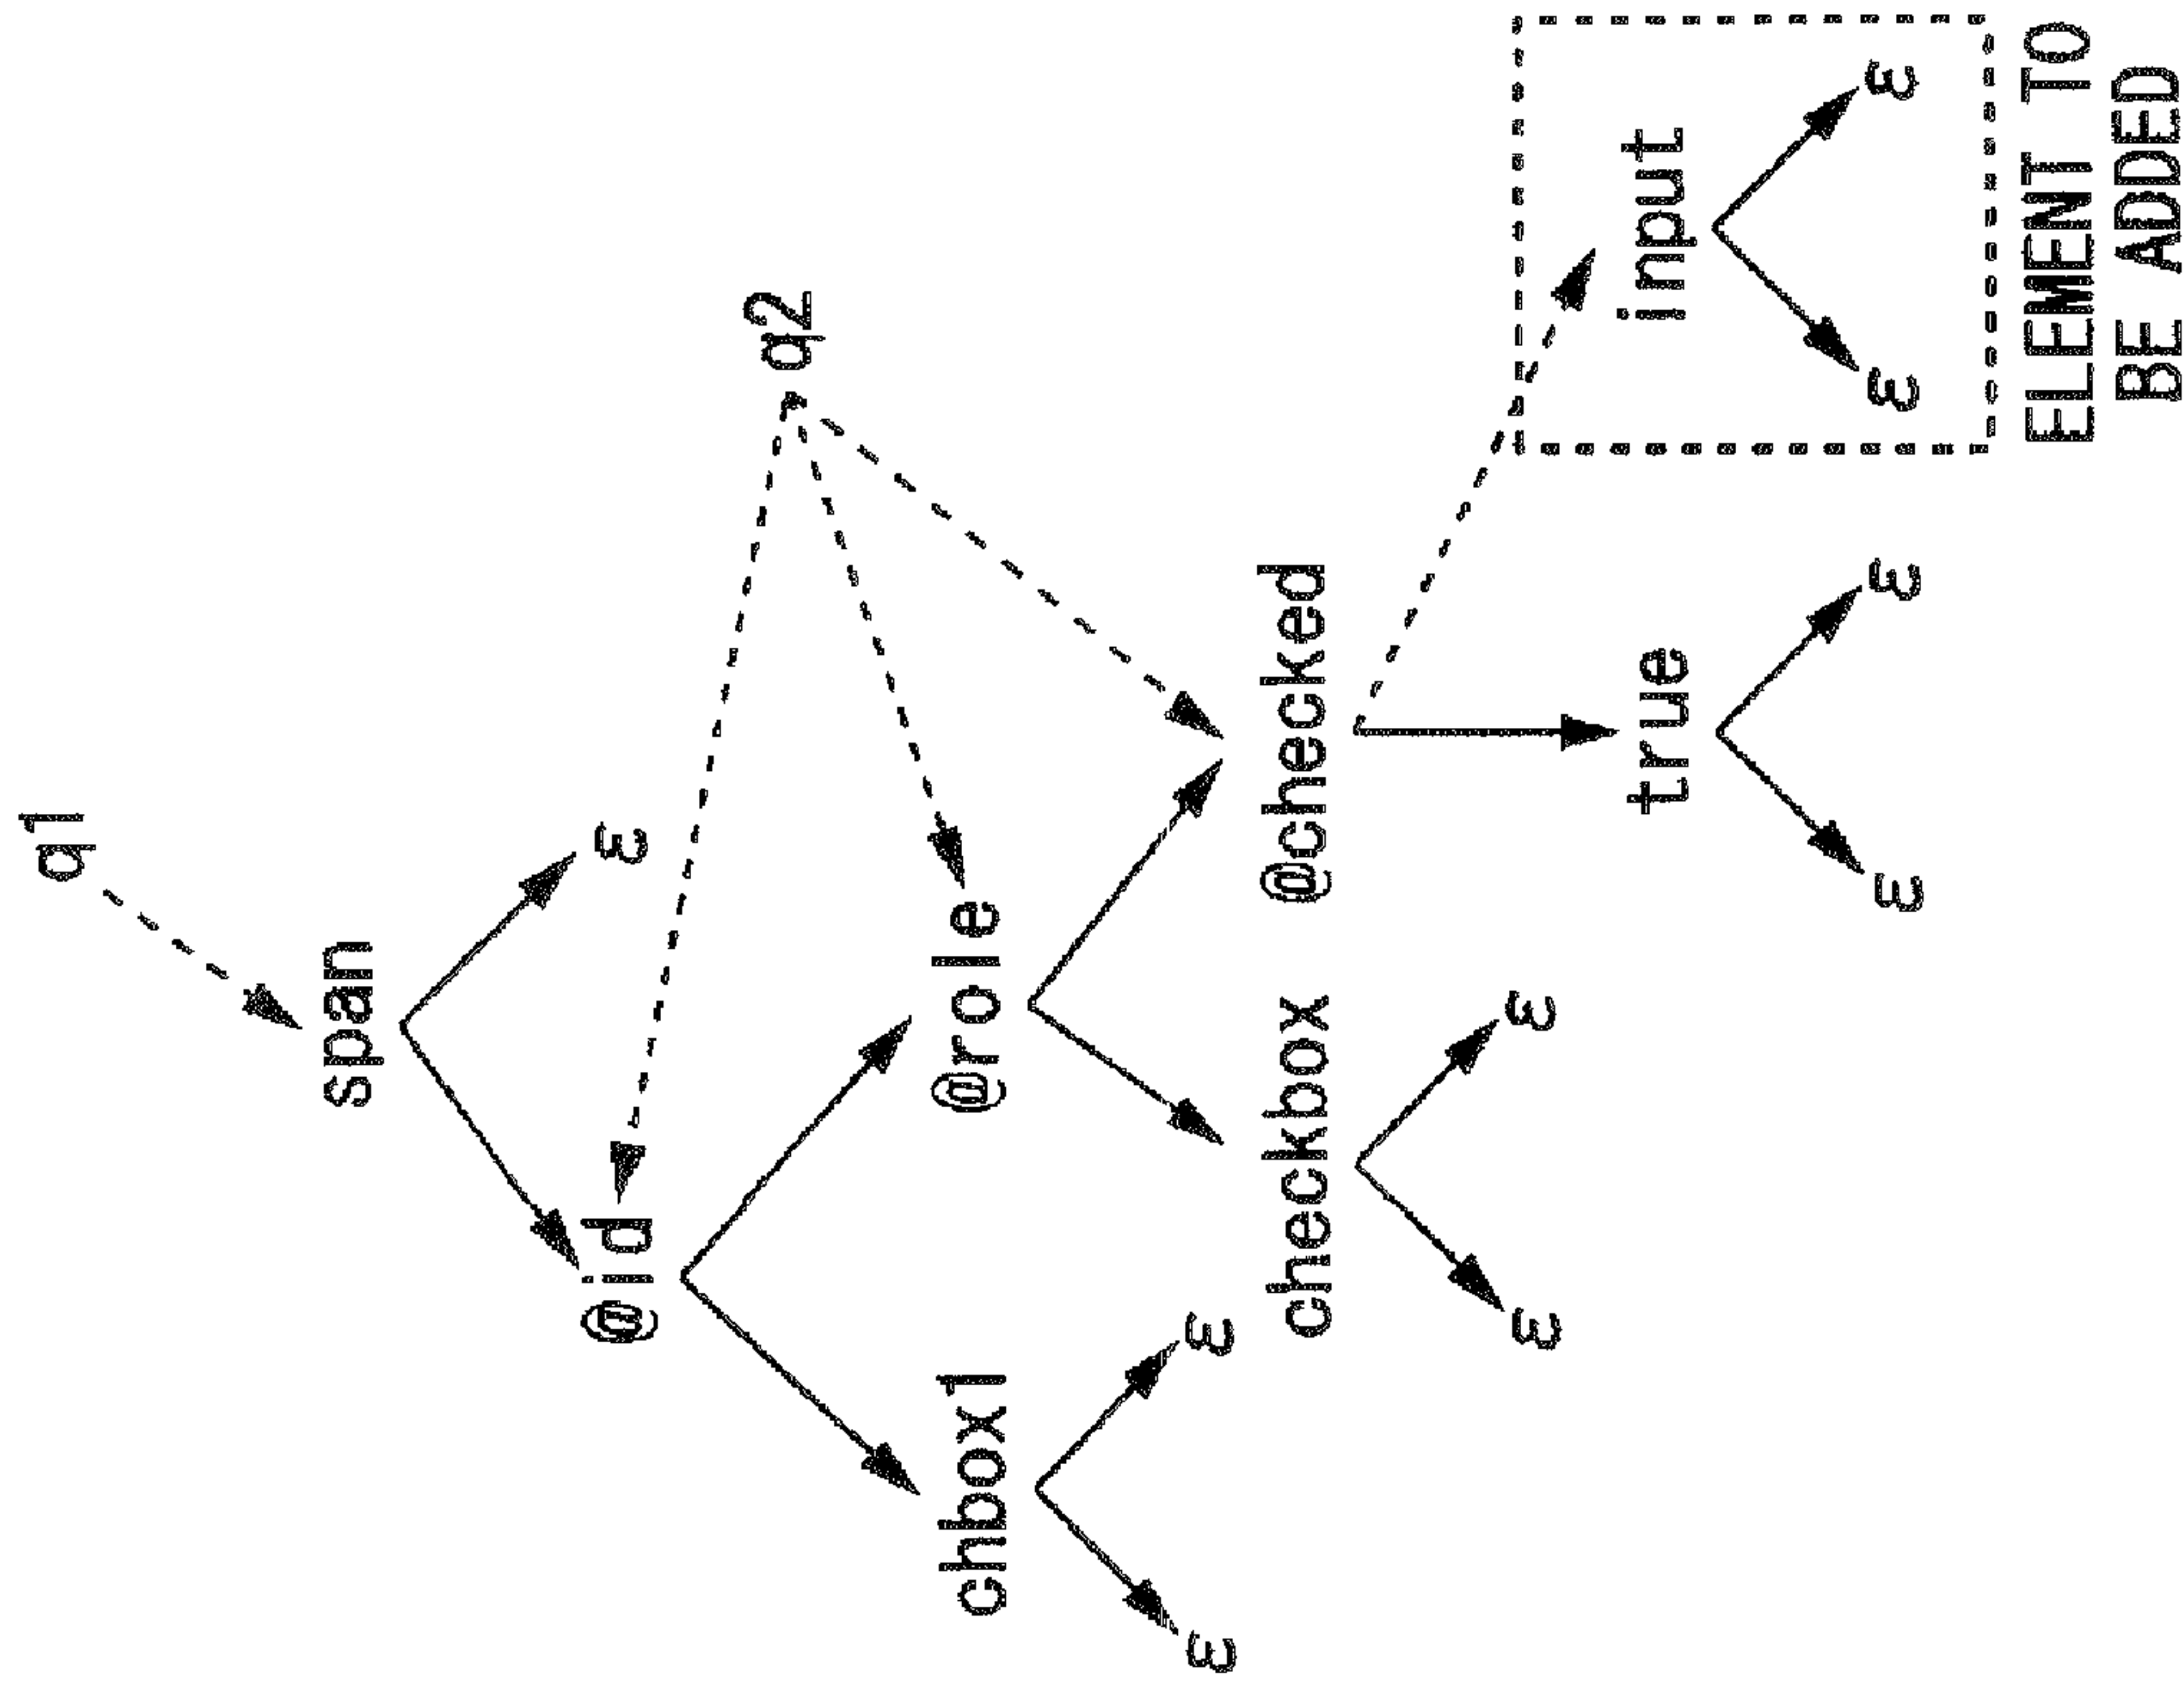 q1
span
@id
ε
q2
chbox1
@role
ε
ε
checkbox
@checked
ε
ε
true
input
ε
ε
ε
ε
ELEMENT TO
BE ADDED